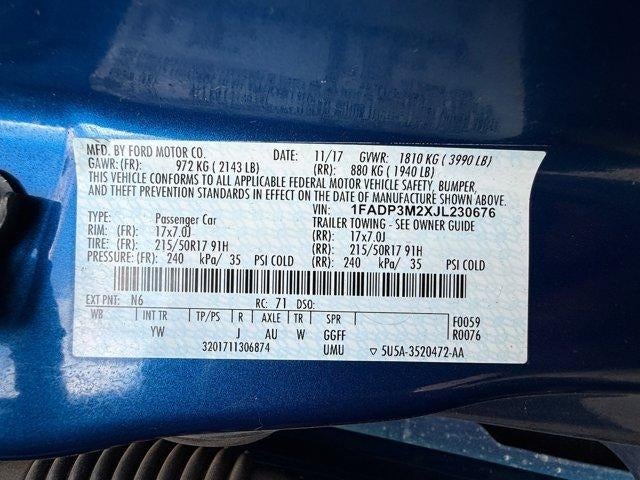 MFD. BY FORD MOTOR CO. DATE: 11/17 GVWR: 1810 KG ( 3990 LB)
GAWR: (FR): 972 KG ( 2143 LB) (RR): 880 KG ( 1940 LB)
THIS VEHICLE CONFORMS TO ALL APPLICABLE FEDERAL MOTOR VEHICLE SAFETY, BUMPER,
AND THEFT PREVENTION STANDARDS IN EFFECT ON THE DATE OF MANUFACTURE SHOWN ABOVE.
VIN: 1FADP3M2XJL230676
TYPE: Passenger Car TRAILER TOWING - SEE OWNER GUIDE
RIM: (FR): 17x7.0J (RR): 17x7.0J
TIRE: (FR): 215/50R17 91H (RR): 215/50R17 91H
PRESSURE: (FR): 240 kPa/ 35 PSI COLD (RR): 240 kPa/ 35 PSI COLD
EXT PNT: N6 RC: 71 DSO:
WB INT TR TP/PS R AXLE TR SPR F0059
YW J AU W GGFF R0076
3201711306874 UMU ▽ 5U5A-3520472-AA